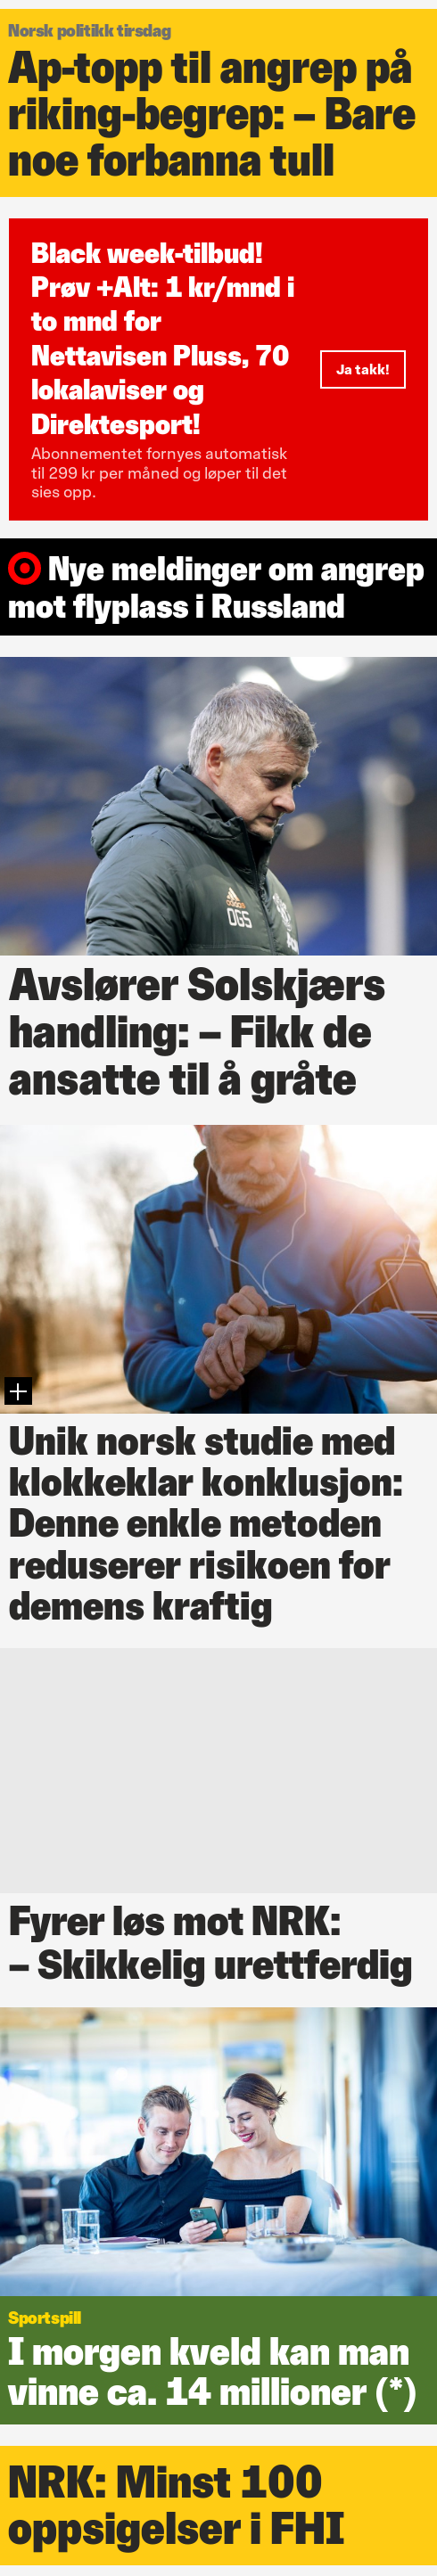 Norsk politikk tirsdag
Ap-topp til angrep på
riking-begrep: – Bare
noe forbanna tull
Black week-tilbud!
Prøv +Alt: 1 kr/mnd i
to mnd for
Nettavisen Pluss, 70
lokalaviser og
Direktesport!
Abonnementet fornyes automatisk
til 299 kr per måned og løper til det
sies opp.
Ja takk!
Nye meldinger om angrep
mot flyplass i Russland
adidas
OGS
Avslører Solskjærs
handling: – Fikk de
ansatte til å gråte
Unik norsk studie med
klokkeklar konklusjon:
Denne enkle metoden
reduserer risikoen for
demens kraftig
Fyrer løs mot NRK:
– Skikkelig urettferdig
Sportspill
I morgen kveld kan man
vinne ca. 14 millioner (*)
NRK: Minst 100
oppsigelser i FHI